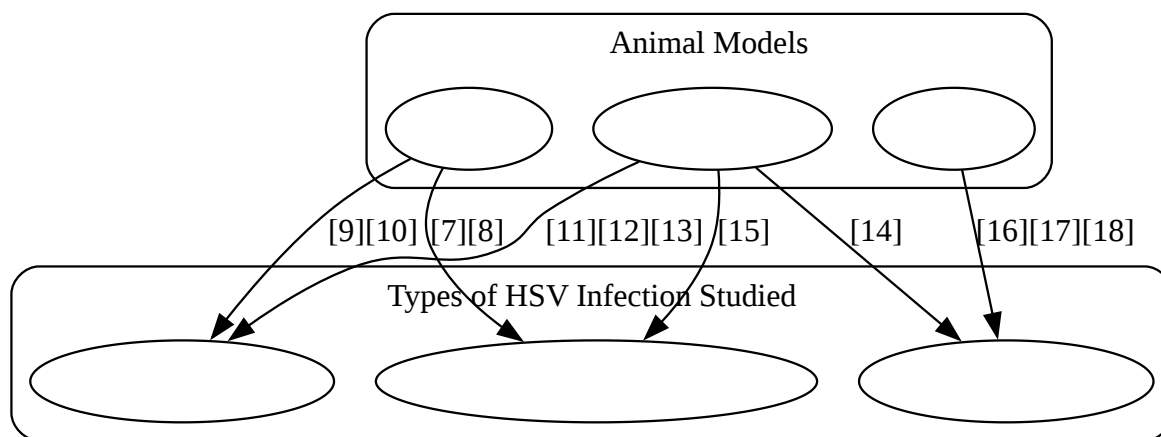 Animal Models
[9][10] [7][8] [11][12][13] [15] [14] [16][17][18]
Types of HSV Infection Studied